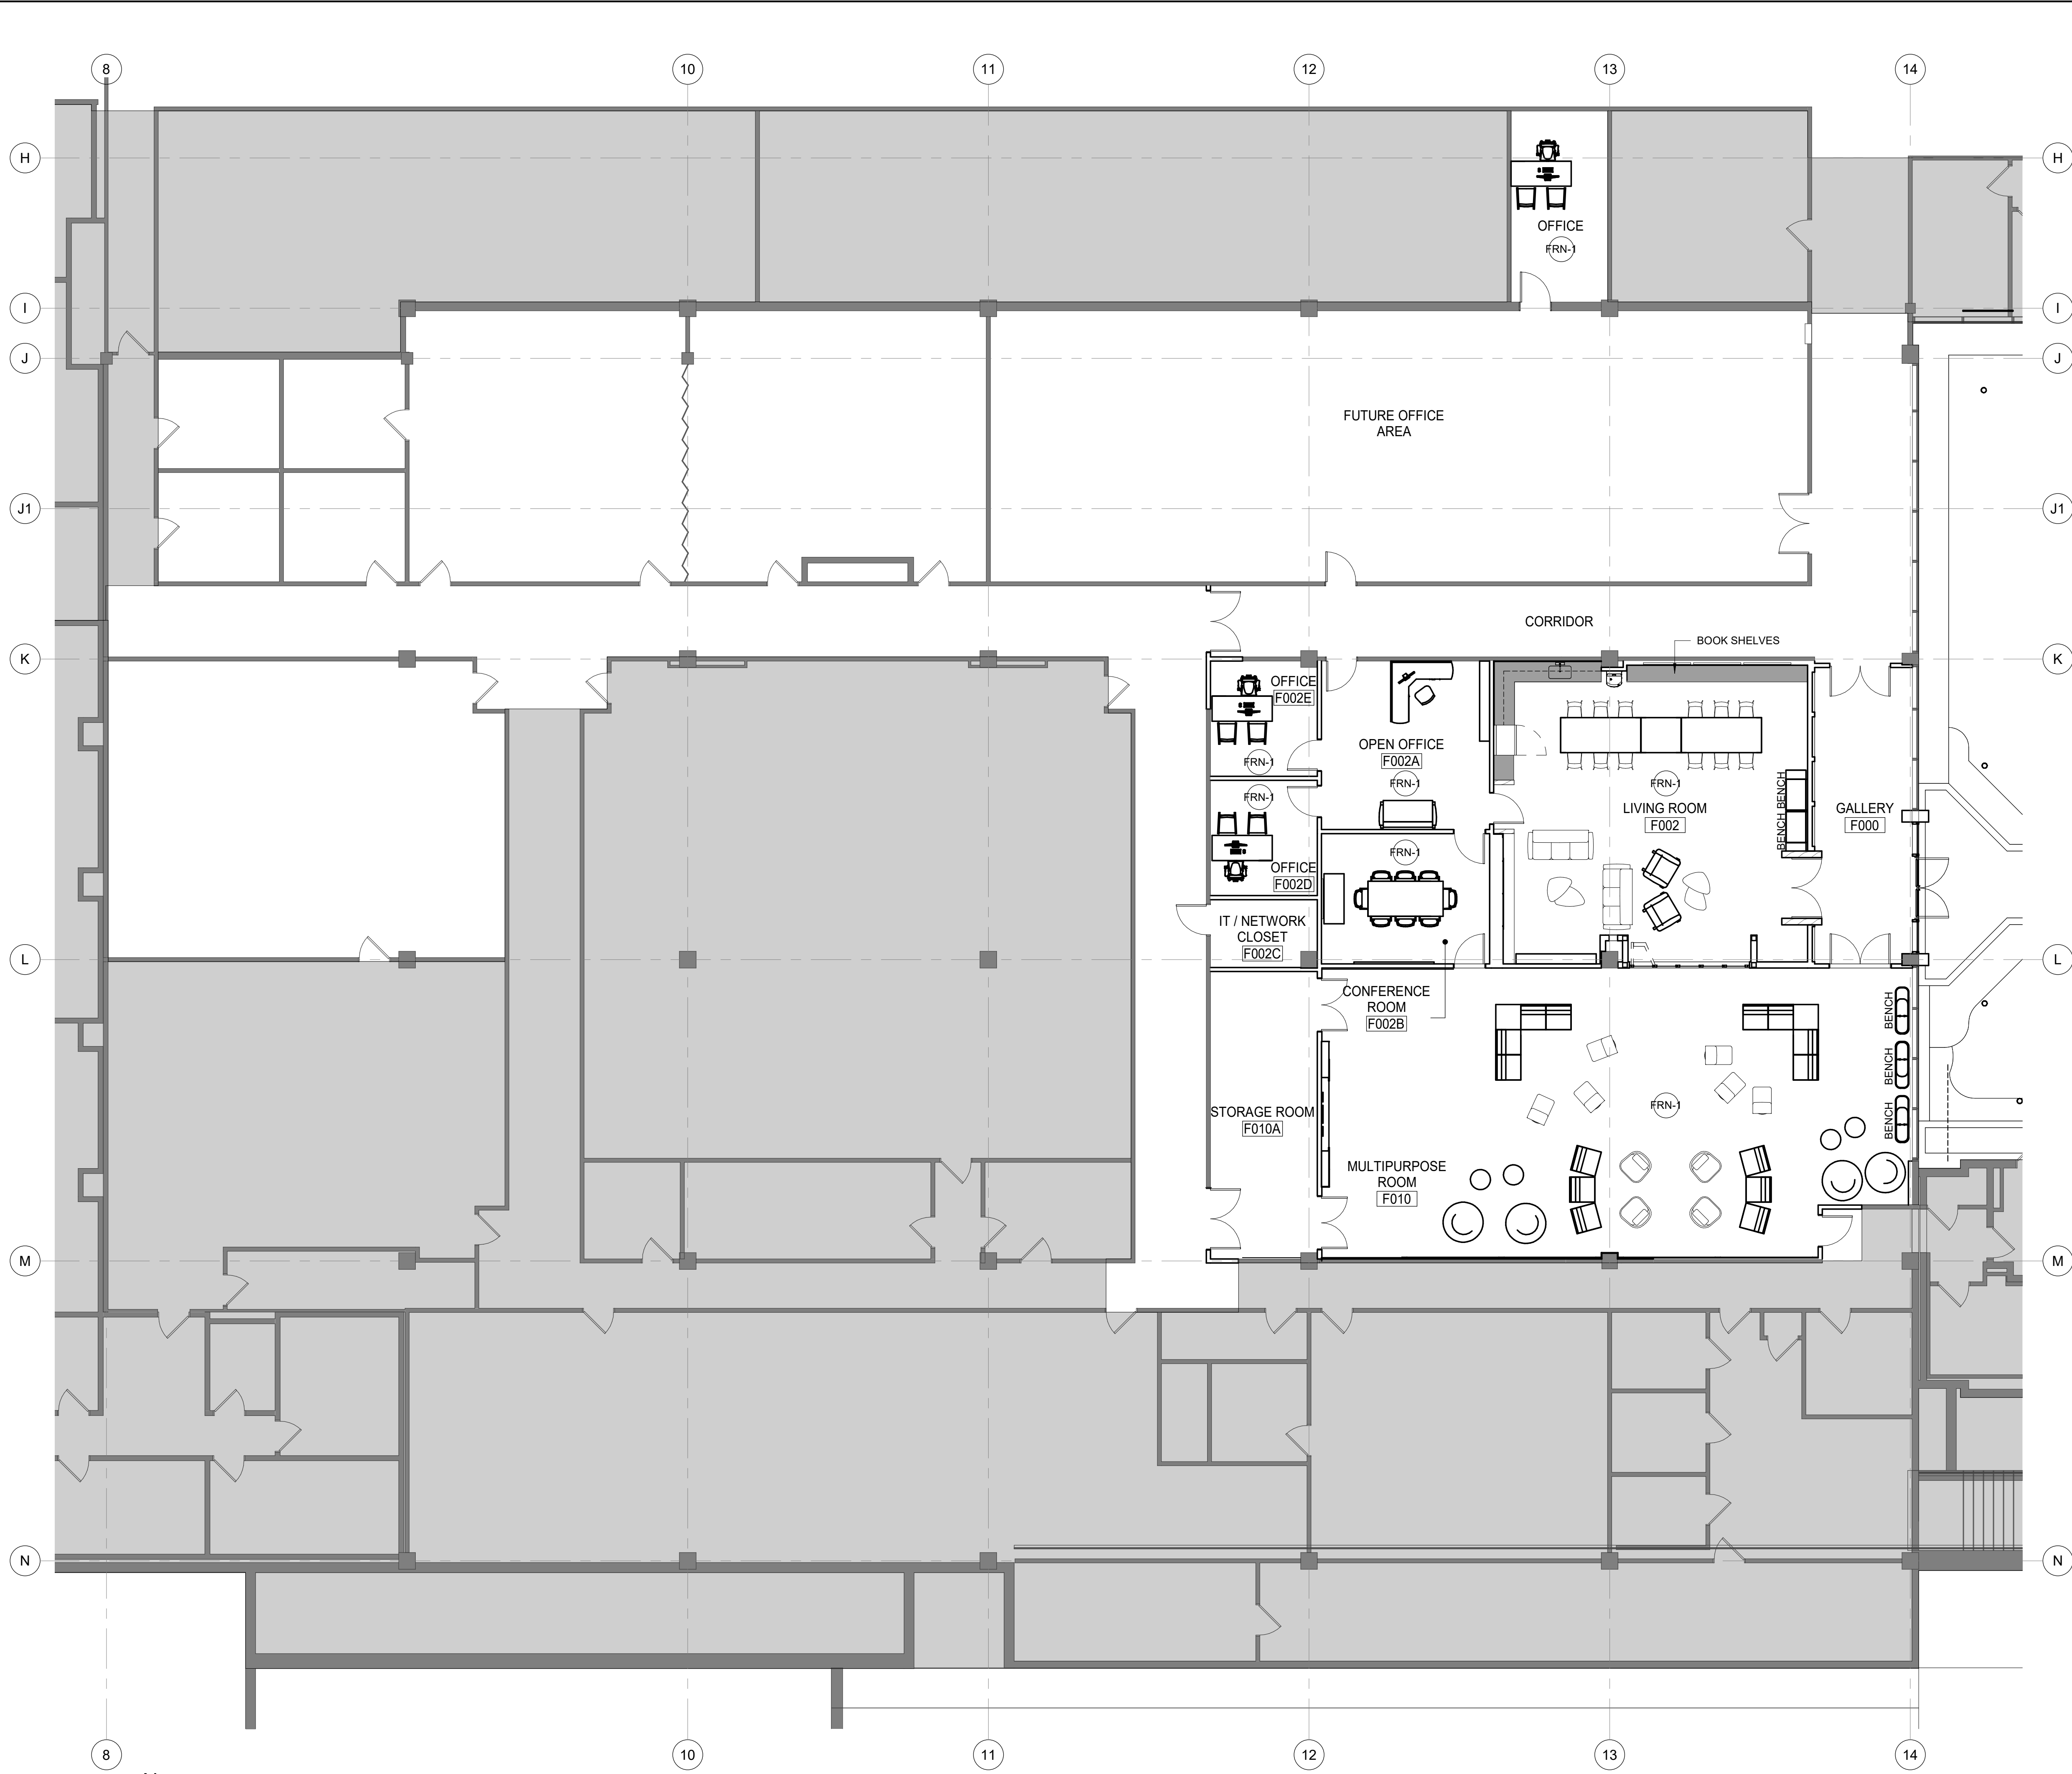 8
10
11
12
13
14
H
H
OFFICE
FRN-1
I
I
J
J
FUTURE OFFICE
AREA
J1
J1
CORRIDOR
BOOK SHELVES
K
K
OFFICE
F002E
FRN-1
OPEN OFFICE
F002A
FRN-1
FRN-1
LIVING ROOM
F002
BENCH
BENCH
GALLERY
F000
FRN-1
OFFICE
F002D
FRN-1
IT / NETWORK
CLOSET
F002C
L
L
CONFERENCE
ROOM
F002B
BENCH
BENCH
BENCH
FRN-1
STORAGE ROOM
F010A
MULTIPURPOSE
ROOM
F010
M
M
N
N
8
10
11
12
13
14